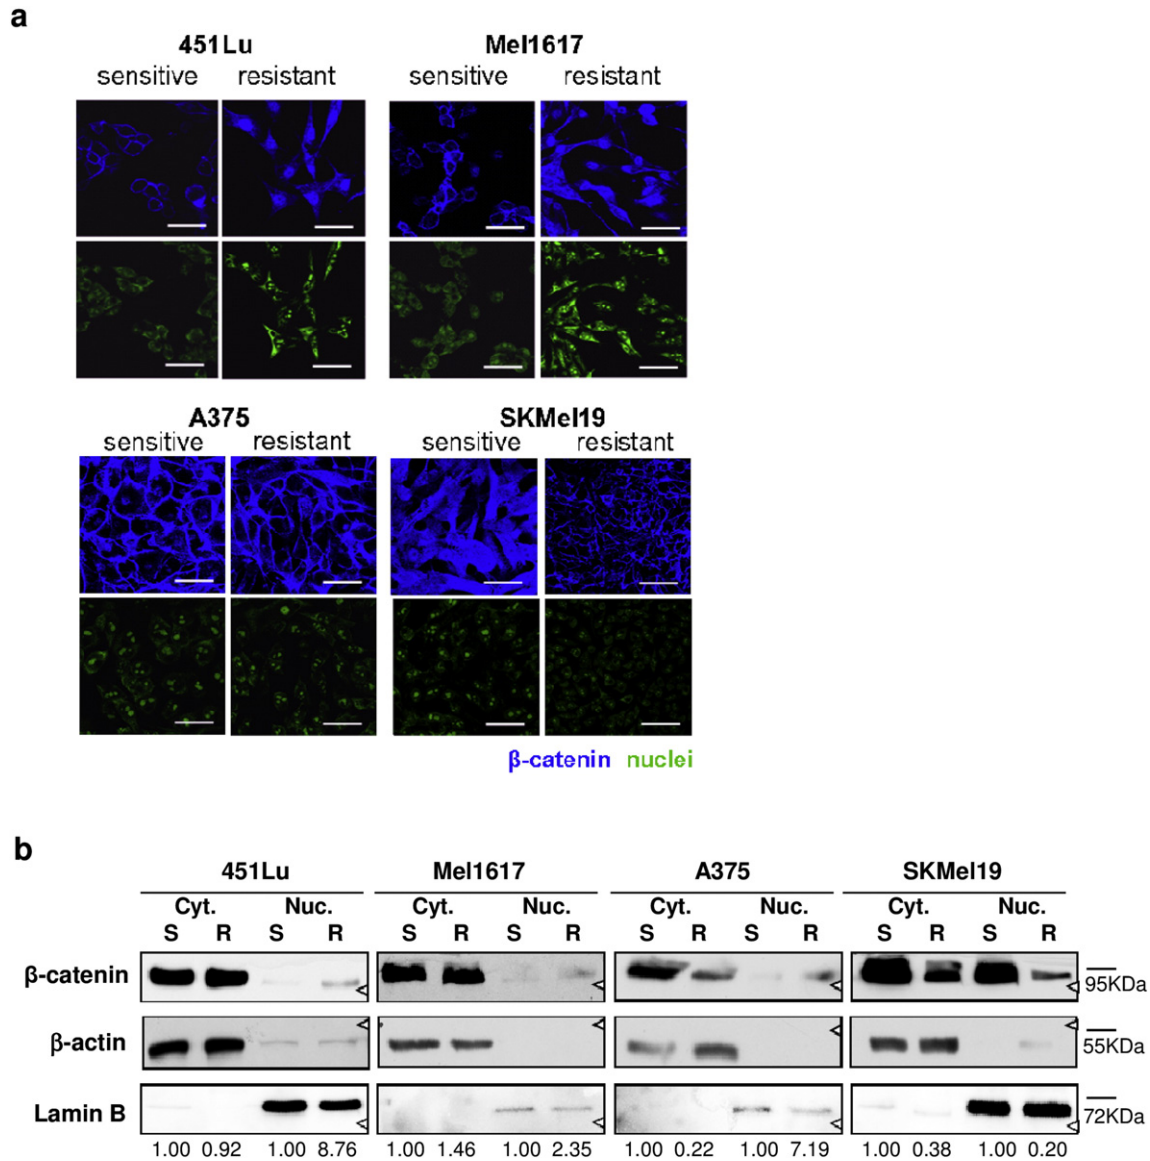 a
451Lu Mel1617
sensitive resistant sensitive resistant
A375 SKMel19
sensitive resistant sensitive resistant
β-catenin nuclei
b
451Lu Mel1617 A375 SKMel19
Cyt. Nuc. Cyt. Nuc. Cyt. Nuc. Cyt. Nuc.
S R S R S R S R S R S R S R S R
β-catenin 95KDa
β-actin 55KDa
Lamin B 72KDa
1.00 0.92 1.00 8.76 1.00 1.46 1.00 2.35 1.00 0.22 1.00 7.19 1.00 0.38 1.00 0.20